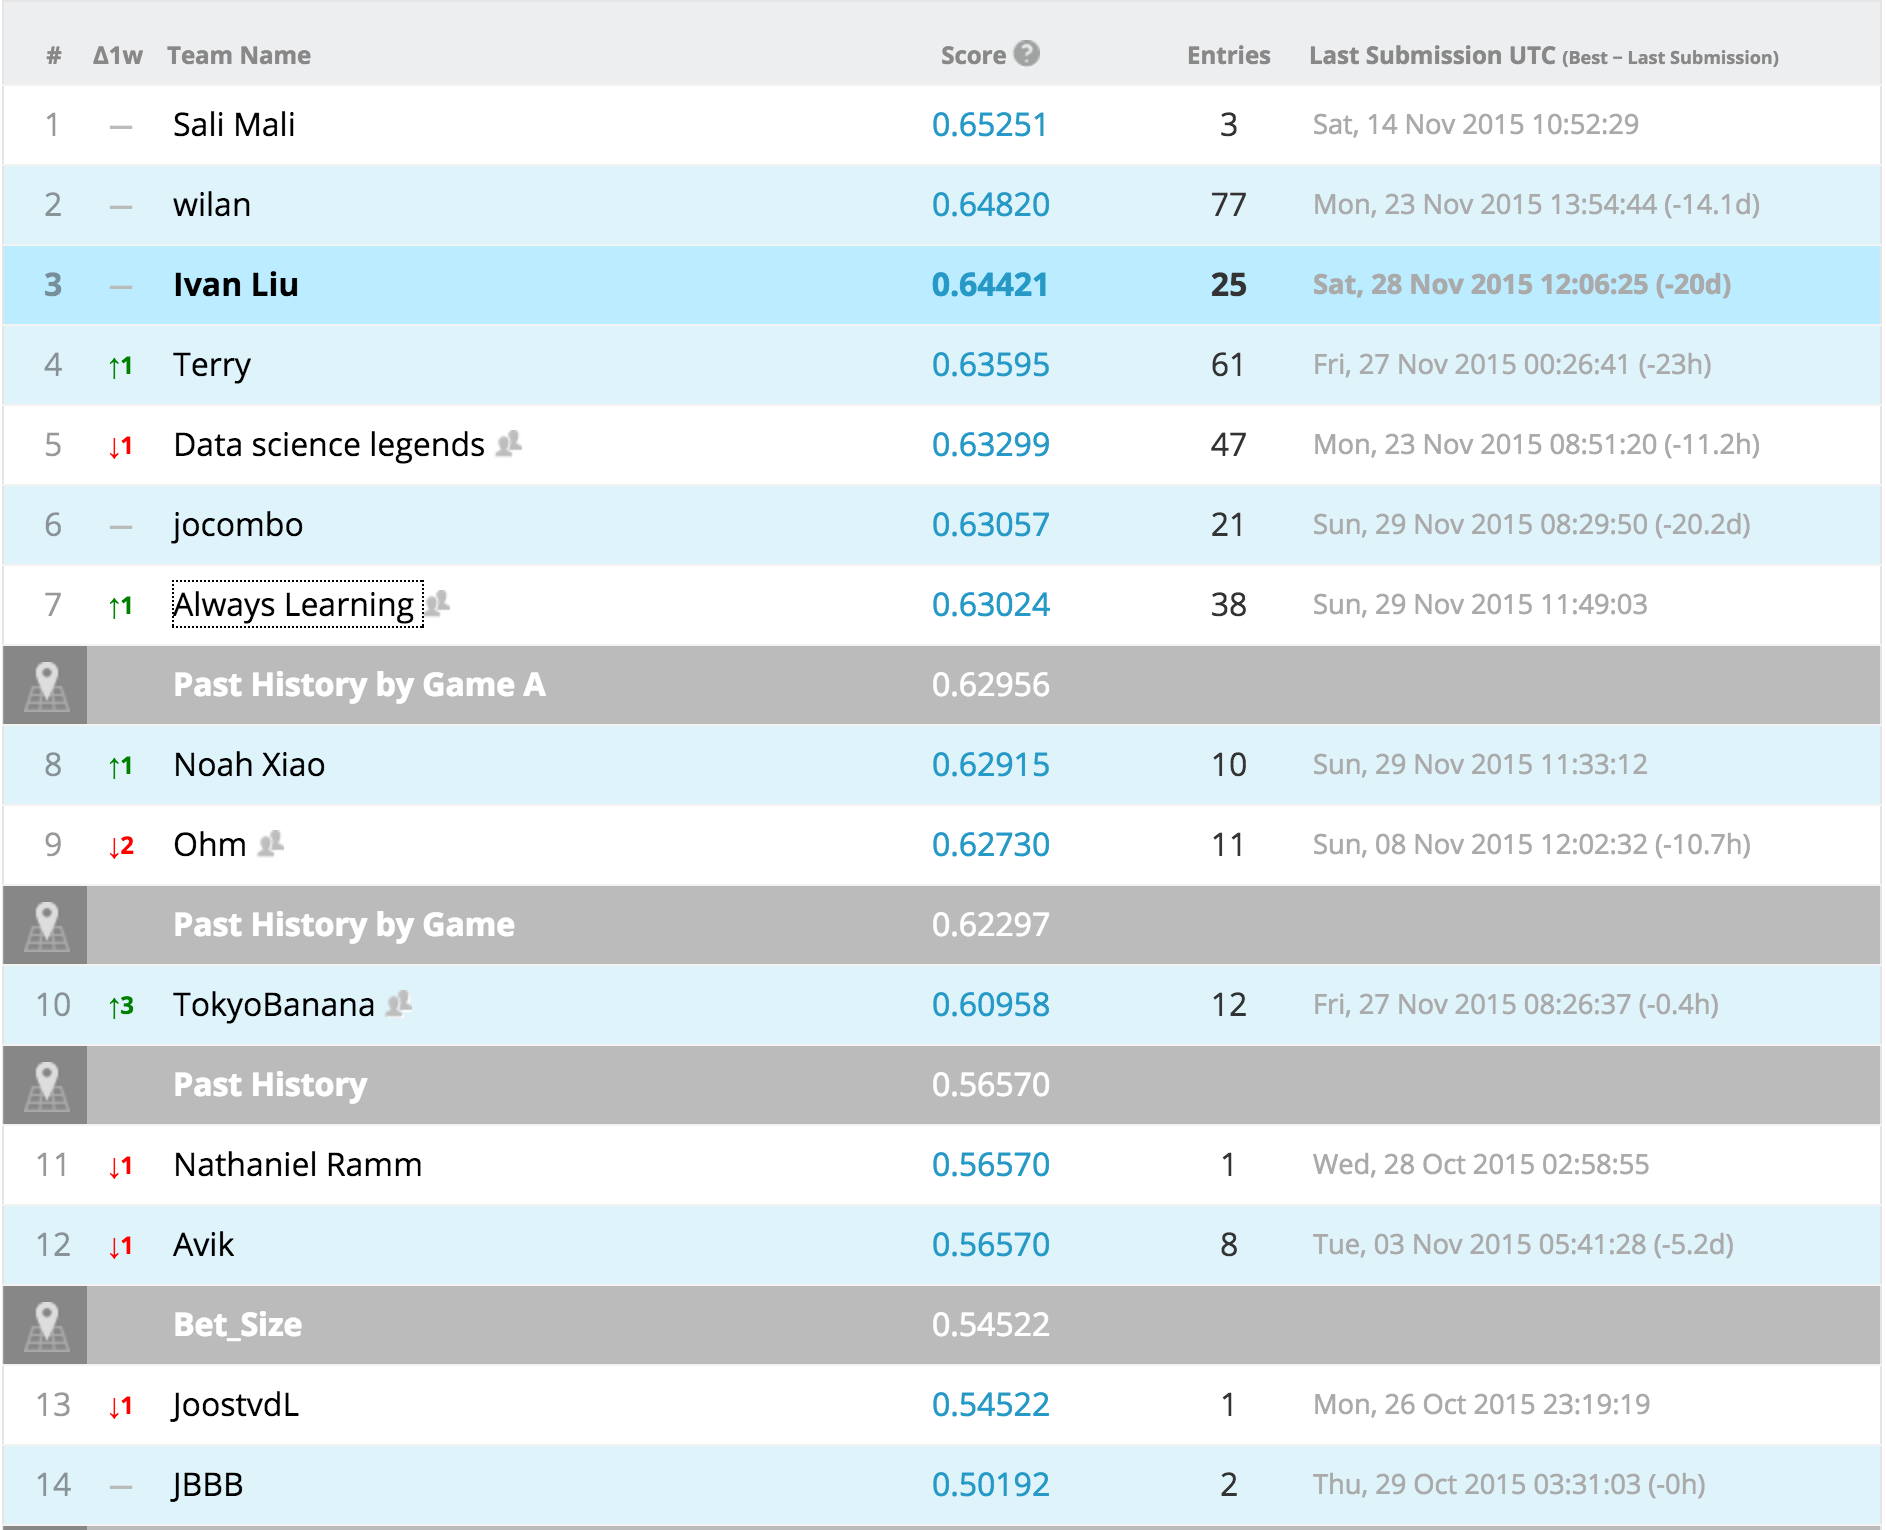 # Δ1w Team Name Score ? Entries Last Submission UTC (Best – Last Submission)
1 — Sali Mali 0.65251 3 Sat, 14 Nov 2015 10:52:29
2 — wilan 0.64820 77 Mon, 23 Nov 2015 13:54:44 (-14.1d)
3 — Ivan Liu 0.64421 25 Sat, 28 Nov 2015 12:06:25 (-20d)
4 ↑1 Terry 0.63595 61 Fri, 27 Nov 2015 00:26:41 (-23h)
5 ↓1 Data science legends 0.63299 47 Mon, 23 Nov 2015 08:51:20 (-11.2h)
6 — jocombo 0.63057 21 Sun, 29 Nov 2015 08:29:50 (-20.2d)
7 ↑1 Always Learning 0.63024 38 Sun, 29 Nov 2015 11:49:03
Past History by Game A 0.62956
8 ↑1 Noah Xiao 0.62915 10 Sun, 29 Nov 2015 11:33:12
9 ↓2 Ohm 0.62730 11 Sun, 08 Nov 2015 12:02:32 (-10.7h)
Past History by Game 0.62297
10 ↑3 TokyoBanana 0.60958 12 Fri, 27 Nov 2015 08:26:37 (-0.4h)
Past History 0.56570
11 ↓1 Nathaniel Ramm 0.56570 1 Wed, 28 Oct 2015 02:58:55
12 ↓1 Avik 0.56570 8 Tue, 03 Nov 2015 05:41:28 (-5.2d)
Bet_Size 0.54522
13 ↓1 JoostvdL 0.54522 1 Mon, 26 Oct 2015 23:19:19
14 — JBBB 0.50192 2 Thu, 29 Oct 2015 03:31:03 (-0h)